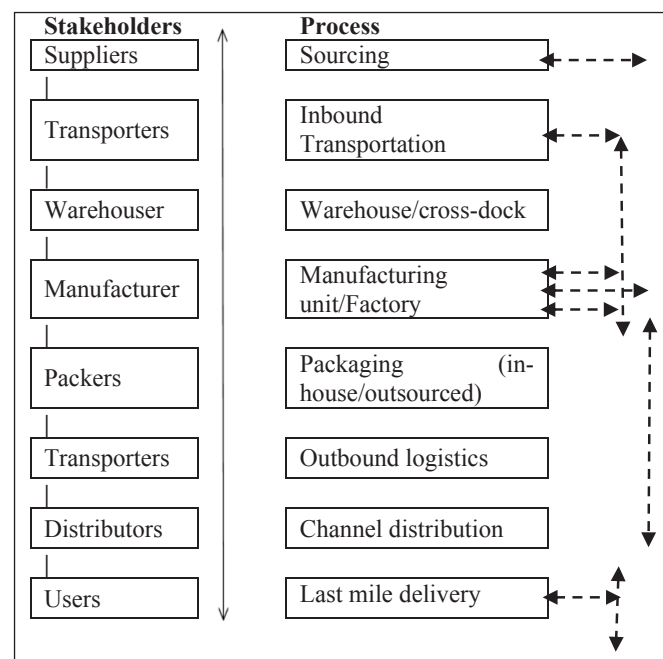 Stakeholders Process
Suppliers Sourcing
Transporters Inbound
Transportation
Warehouser Warehouse/cross-dock
Manufacturer Manufacturing
unit/Factory
Packers Packaging (in-
house/outsourced)
Transporters Outbound logistics
Distributors Channel distribution
Users Last mile delivery